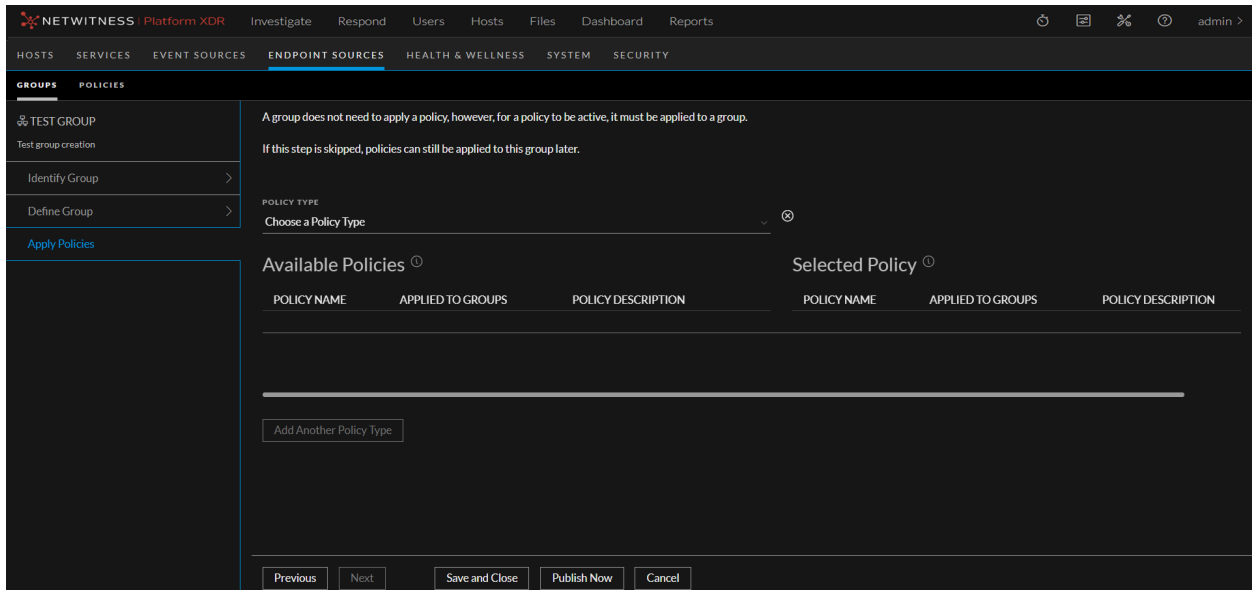 NETWITNESS Platform XDR Investigate Respond Users Hosts Files Dashboard Reports admin >
HOSTS SERVICES EVENT SOURCES ENDPOINT SOURCES HEALTH & WELLNESS SYSTEM SECURITY
GROUPS POLICIES
TEST GROUP
Test group creation
Identify Group
Define Group
Apply Policies
A group does not need to apply a policy, however, for a policy to be active, it must be applied to a group.
If this step is skipped, policies can still be applied to this group later.
POLICY TYPE
Choose a Policy Type
Available Policies Selected Policy
POLICY NAME APPLIED TO GROUPS POLICY DESCRIPTION POLICY NAME APPLIED TO GROUPS POLICY DESCRIPTION
Add Another Policy Type
Previous Next Save and Close Publish Now Cancel